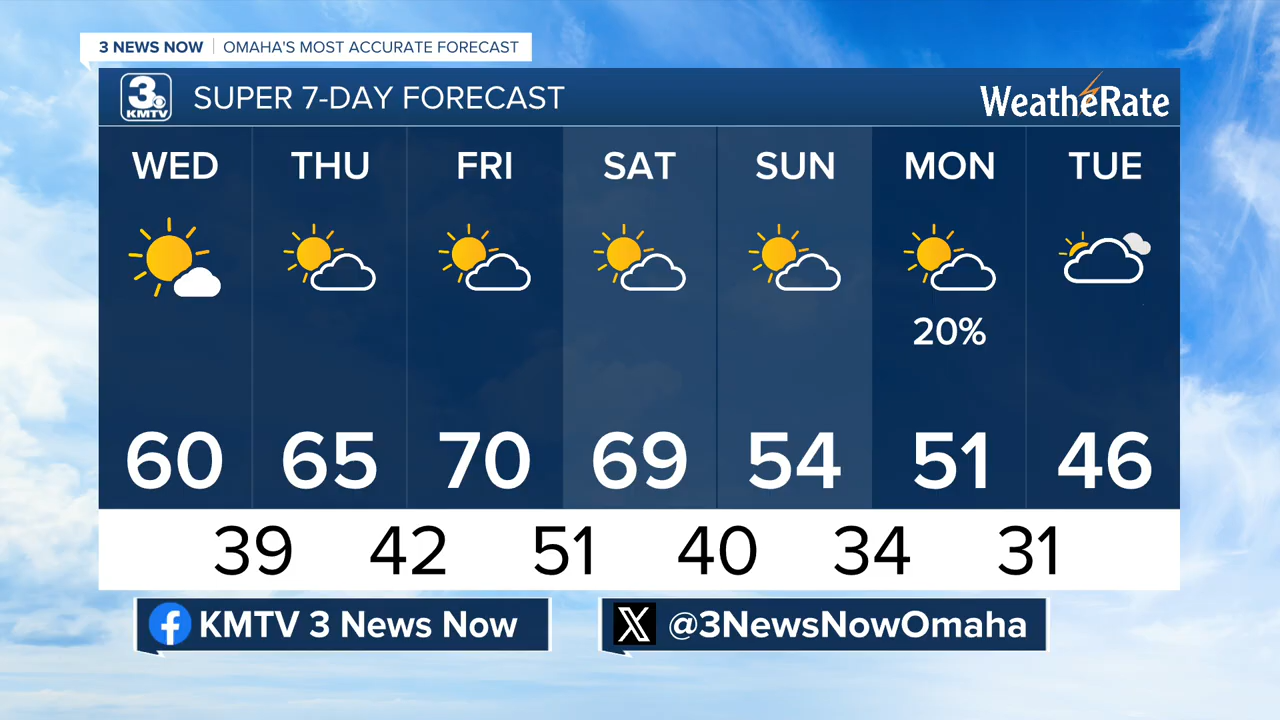 3 NEWS NOW | OMAHA'S MOST ACCURATE FORECAST
3 KMTV SUPER 7-DAY FORECAST WeatheRate
WED THU FRI SAT SUN MON TUE
20%
60 65 70 69 54 51 46
39 42 51 40 34 31
KMTV 3 News Now @3NewsNowOmaha